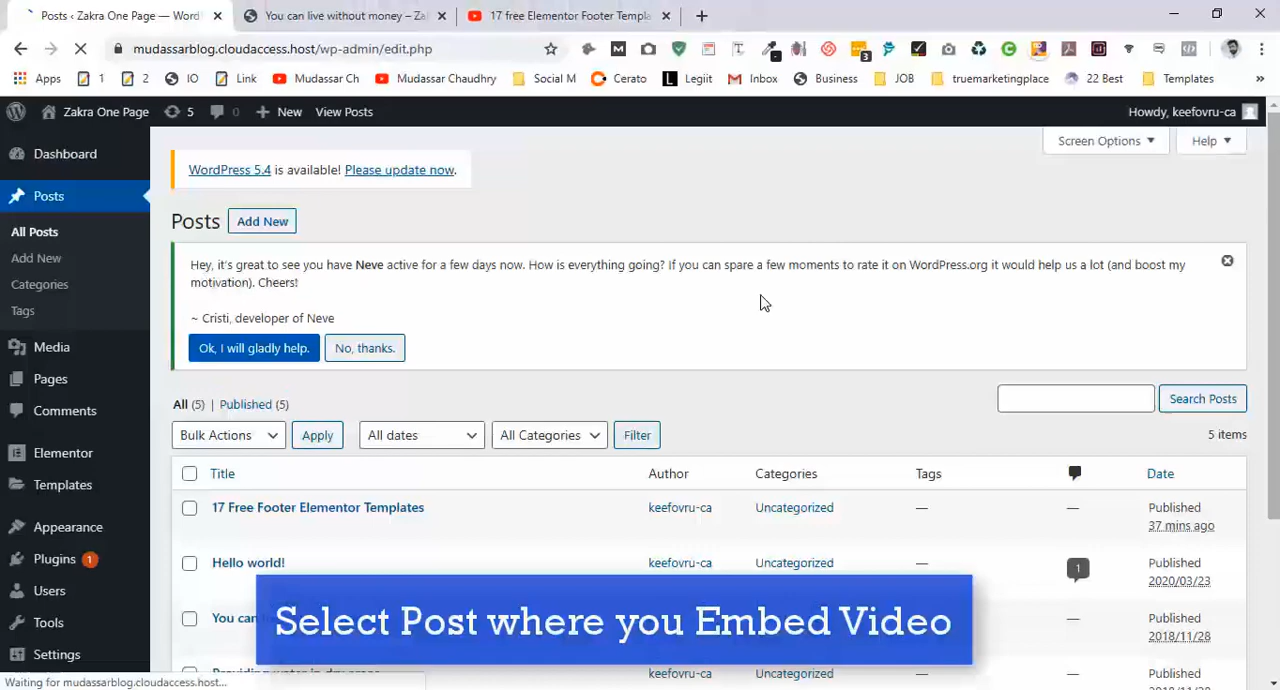 Posts ‹ Zakra One Page — Word
You can live without money – Za
17 free Elementor Footer Templa
mudassarblog.cloudaccess.host/wp-admin/edit.php
3
Apps
1
2
IO
Link
Mudassar Ch
Mudassar Chaudhry
Social M
Cerato
Legiit
Inbox
Business
JOB
truemarketingplace
22 Best
Templates
»
Zakra One Page
5
0
New
View Posts
Howdy, keefovru-ca
Dashboard
Posts
All Posts
Add New
Categories
Tags
Media
Pages
Comments
Elementor
Templates
Appearance
Plugins 1
Users
Tools
Settings
Screen Options
Help
WordPress 5.4 is available! Please update now.
Posts
Add New
Hey, it's great to see you have Neve active for a few days now. How is everything going? If you can spare a few moments to rate it on WordPress.org it would help us a lot (and boost my
motivation). Cheers!
~ Cristi, developer of Neve
Ok, I will gladly help.
No, thanks.
All (5) | Published (5)
Search Posts
Bulk Actions
Apply
All dates
All Categories
Filter
5 items
Title
Author
Categories
Tags
Date
17 Free Footer Elementor Templates
keefovru-ca
Uncategorized
—
—
Published
37 mins ago
Hello world!
keefovru-ca
Uncategorized
—
1
Published
2020/03/23
You can
—
Published
2018/11/28
Select Post where you Embed Video
keefovru-ca
Uncategorized
—
—
Published
Waiting for mudassarblog.cloudaccess.host...